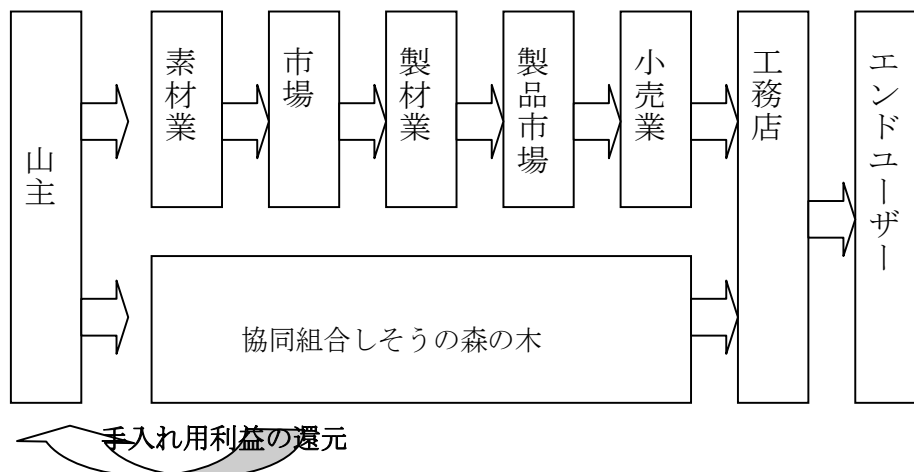 山主
素材業
市場
製材業
製品市場
小売業
工務店
エンドユーザー
協同組合しそうの森の木
手入れ用利益の還元